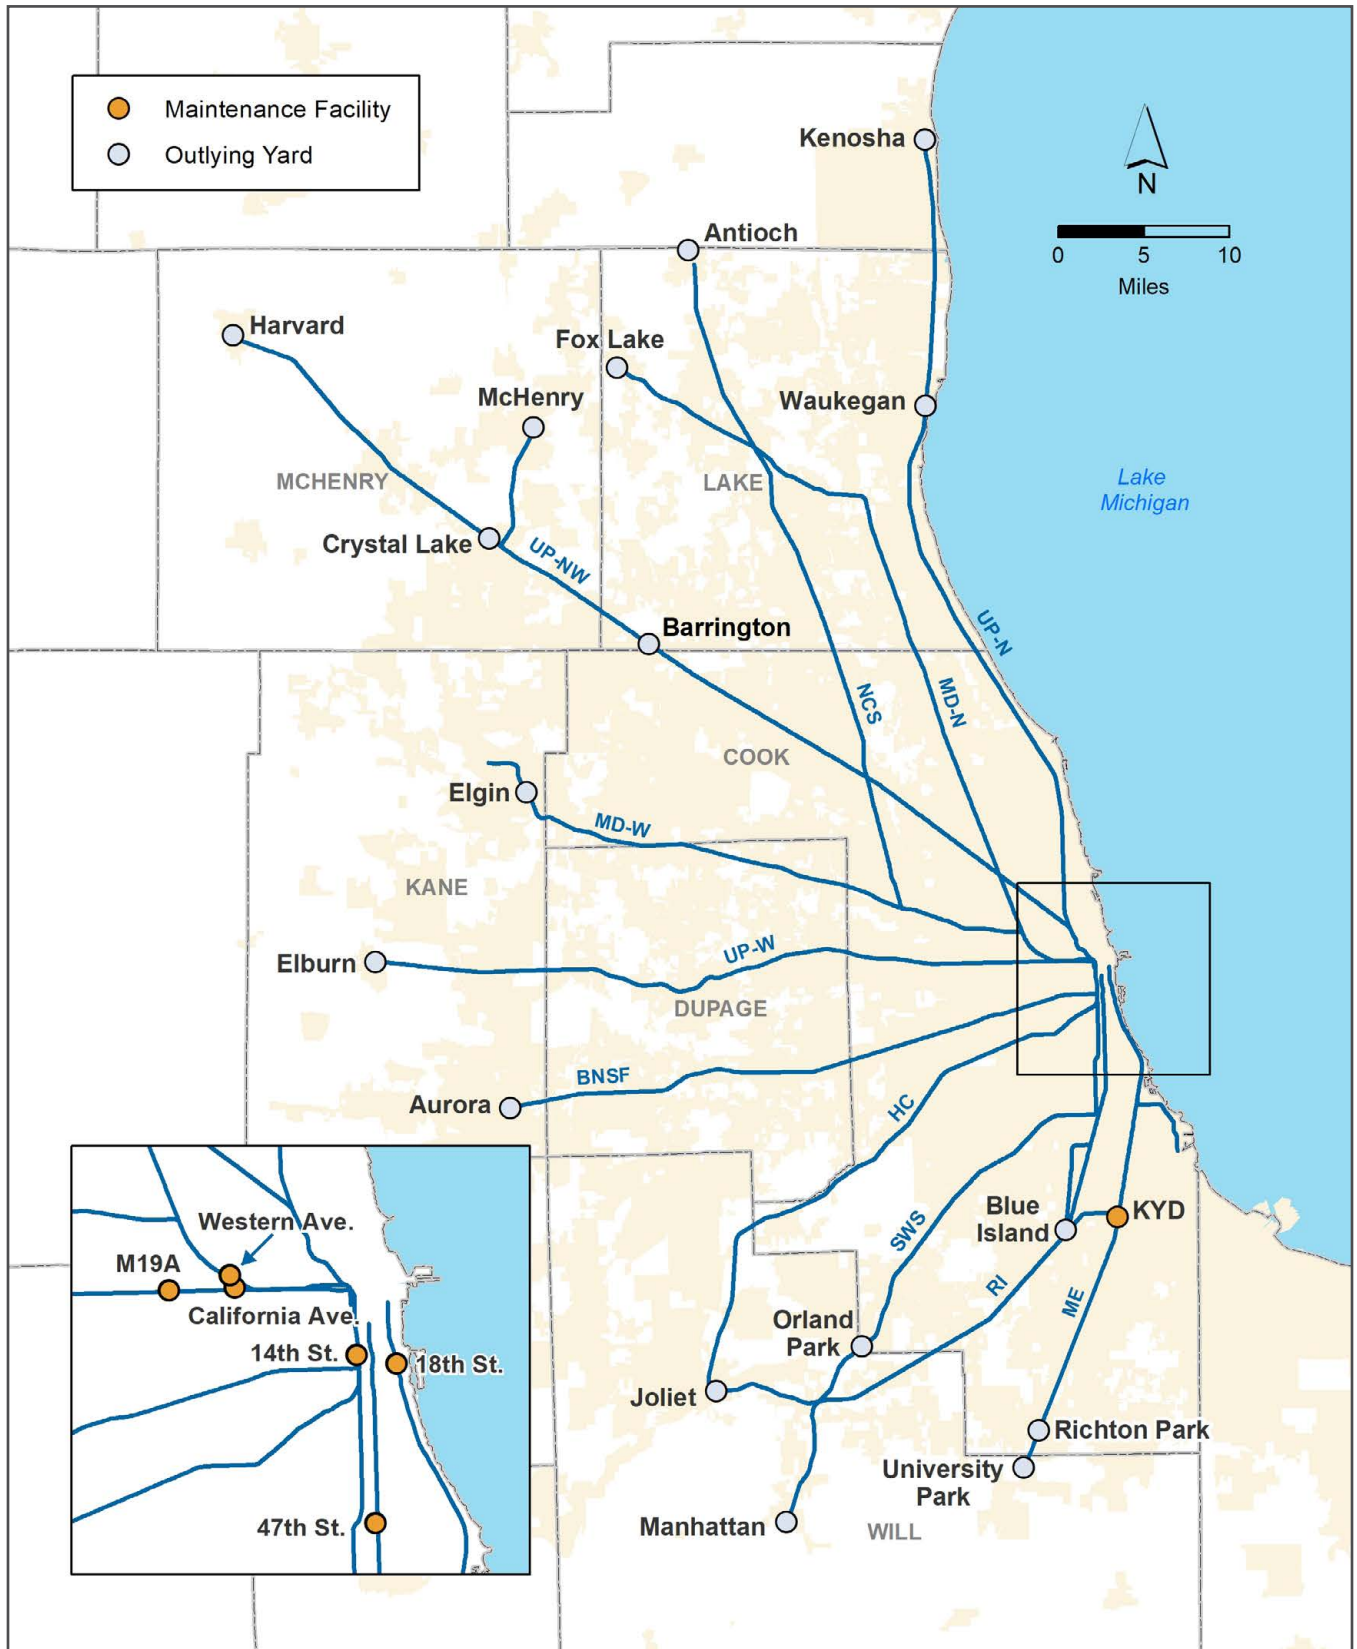 Maintenance Facility
Outlying Yard
Kenosha
N
0 5 10
Miles
Antioch
Harvard
Fox Lake
McHenry
Waukegan
MCHENRY
LAKE
Lake
Michigan
Crystal Lake
UP-NW
Barrington
UP-N
NCS
MD-N
COOK
Elgin
MD-W
KANE
Elburn
UP-W
DUPAGE
BNSF
Aurora
HC
Western Ave.
M19A
California Ave.
14th St.
18th St.
47th St.
SWS
Blue
Island
KYD
RI
ME
Orland
Park
Joliet
Richton Park
University
Park
Manhattan
WILL